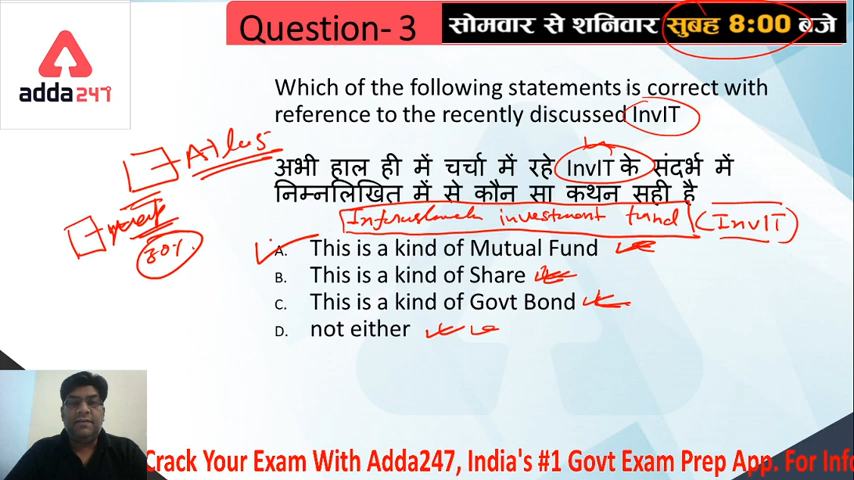 Question- 3
सोमवार से शनिवार सुबह 8:00 बजे
adda247
Which of the following statements is correct with
reference to the recently discussed InvIT
Atlas
अभी हाल ही में चर्चा में रहे InvIT के संदर्भ में
निम्नलिखित में से कौन सा कथन सही है
investment fund (InvIT)
80%
A. This is a kind of Mutual Fund
B. This is a kind of Share
C. This is a kind of Govt Bond
D. not either
Crack Your Exam With Adda247, India's #1 Govt Exam Prep App. For Info